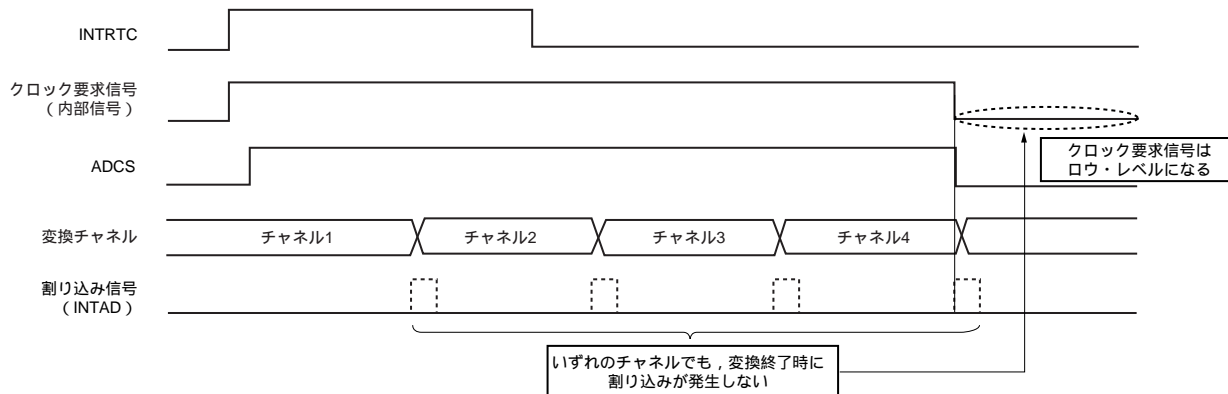 INTRTC
クロック要求信号
(内部信号)
クロック要求信号は
ロウ・レベルになる
ADCS
変換チャネル
チャネル1
チャネル2
チャネル3
チャネル4
割り込み信号
(INTAD)
いずれのチャネルでも,変換終了時に
割り込みが発生しない